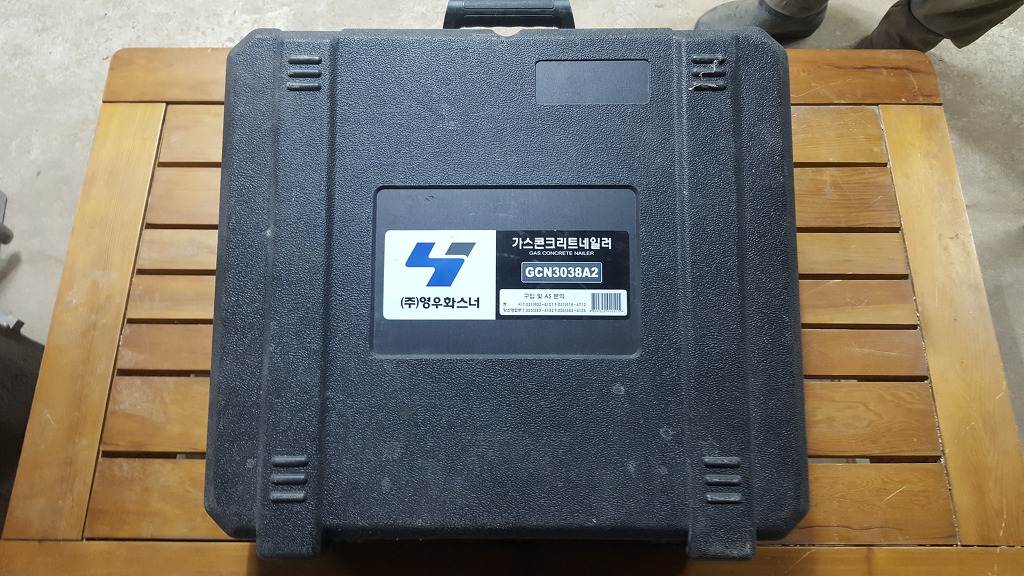 가스콘크리트네일러
GAS CONCRETE NAILER
GCN3038A2
(주)영우화스너
구입 및 AS 문의